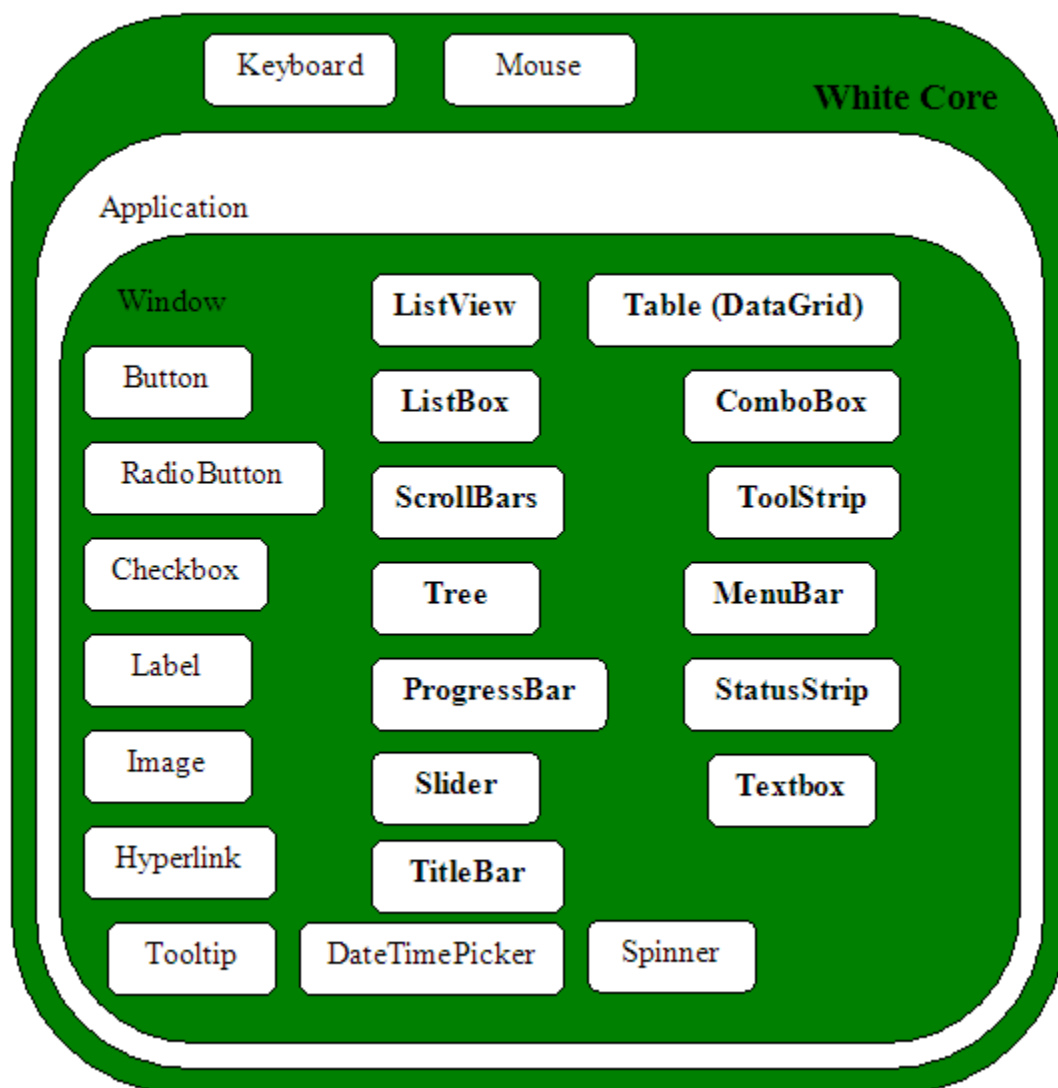 Keyboard
Mouse
White Core
Application
Window
ListView
Table (DataGrid)
Button
ListBox
ComboBox
RadioButton
ScrollBars
ToolStrip
Checkbox
Tree
MenuBar
Label
ProgressBar
StatusStrip
Image
Slider
Textbox
Hyperlink
TitleBar
Tooltip
DateTimePicker
Spinner